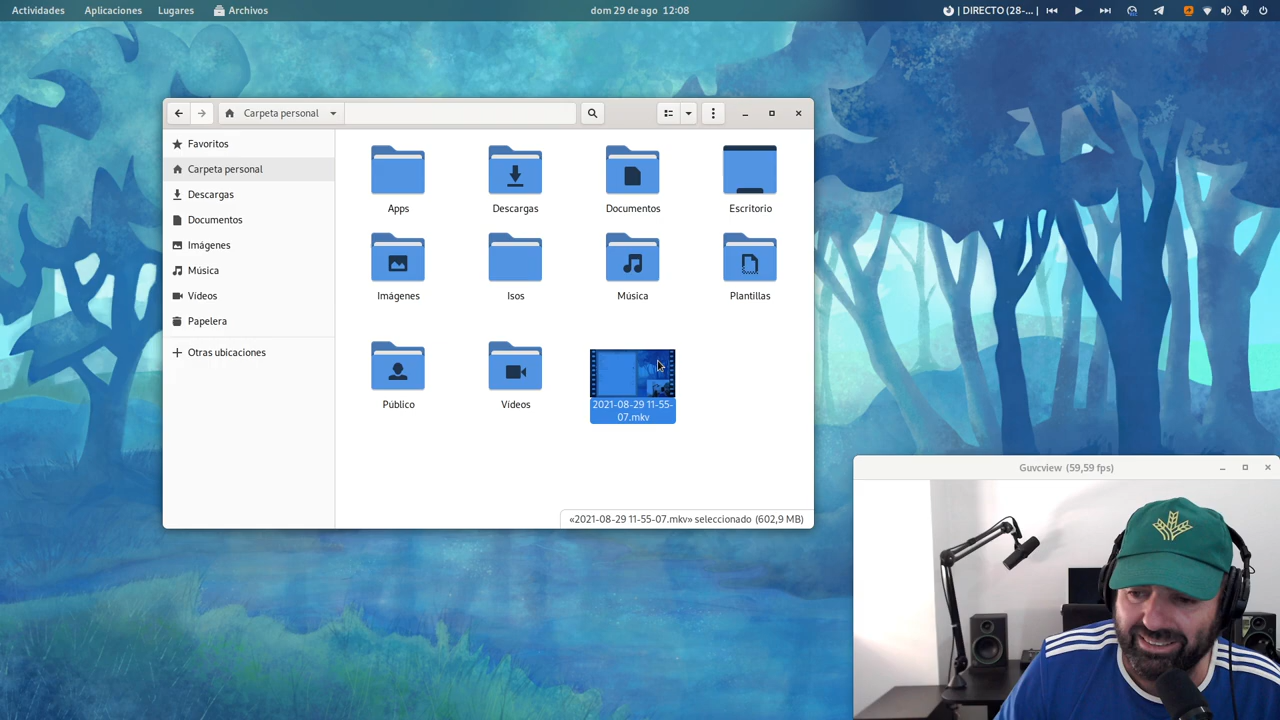 Actividades Aplicaciones Lugares Archivos dom 29 de ago 12:08 | DIRECTO (28-... |
Carpeta personal
Favoritos
Carpeta personal
Descargas
Documentos
Imágenes
Música
Vídeos
Papelera
Otras ubicaciones
Apps Descargas Documentos Escritorio
Imágenes Isos Música Plantillas
Público Vídeos 2021-08-29 11-55-
07.mkv
«2021-08-29 11-55-07.mkv» seleccionado (602,9 MB)
Guvcview (59,59 fps)